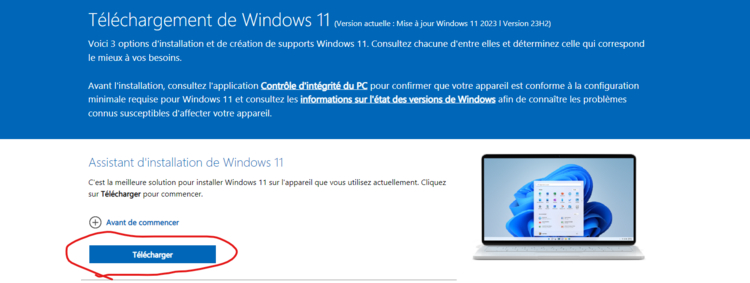 Téléchargement de Windows 11 (Version actuelle : Mise à jour Windows 11 2023 l Version 23H2)
Voici 3 options d'installation et de création de supports Windows 11. Consultez chacune d'entre elles et déterminez celle qui correspond
le mieux à vos besoins.
Avant l'installation, consultez l'application Contrôle d'intégrité du PC pour confirmer que votre appareil est conforme à la configuration
minimale requise pour Windows 11 et consultez les informations sur l'état des versions de Windows afin de connaître les problèmes
connus susceptibles d'affecter votre appareil.
Assistant d'installation de Windows 11
C'est la meilleure solution pour installer Windows 11 sur l'appareil que vous utilisez actuellement. Cliquez
sur Télécharger pour commencer.
Avant de commencer
Télécharger